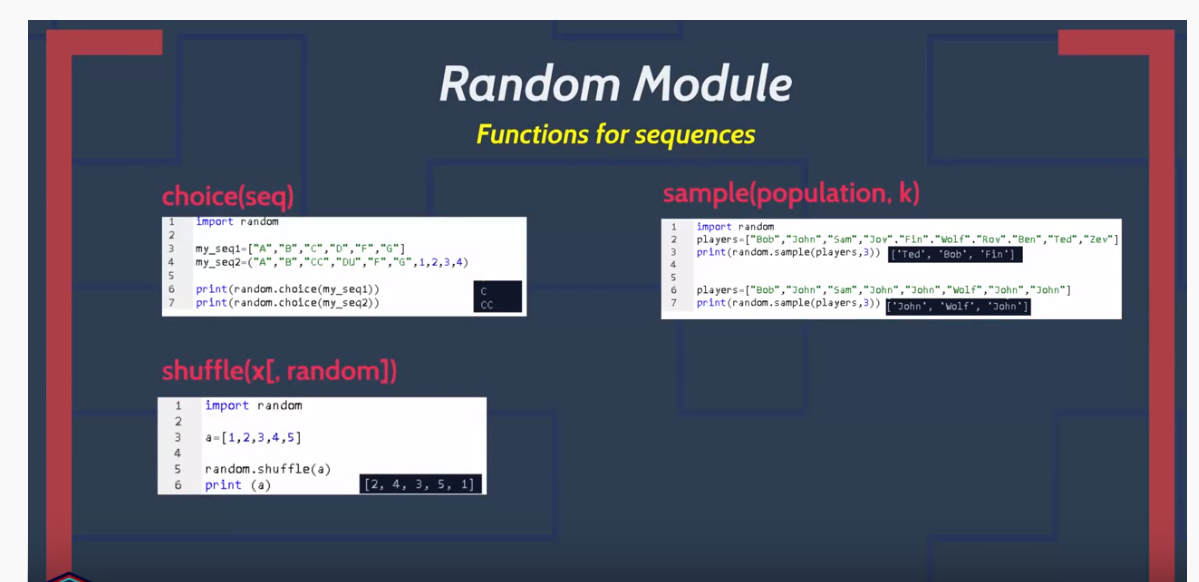 Random Module
Functions for sequences
choice(seq)
1 import random
2
3 my_seq1=["A","B","C","D","F","G"]
4 my_seq2=("A","B","CC","DU","F","G",1,2,3,4)
5
6 print(random.choice(my_seq1))
7 print(random.choice(my_seq2))
C
CC
sample(population, k)
1 import random
2 players=["Bob","John","Sam","Joy","Fin","Wolf","Roy","Ben","Ted","Zev"]
3 print(random.sample(players,3)) ['Ted', 'Bob', 'Fin']
4
5
6 players=["Bob","John","Sam","John","John","Wolf","John","John"]
7 print(random.sample(players,3)) ['John', 'Wolf', 'John']
shuffle(x[, random])
1 import random
2
3 a=[1,2,3,4,5]
4
5 random.shuffle(a)
6 print (a) [2, 4, 3, 5, 1]